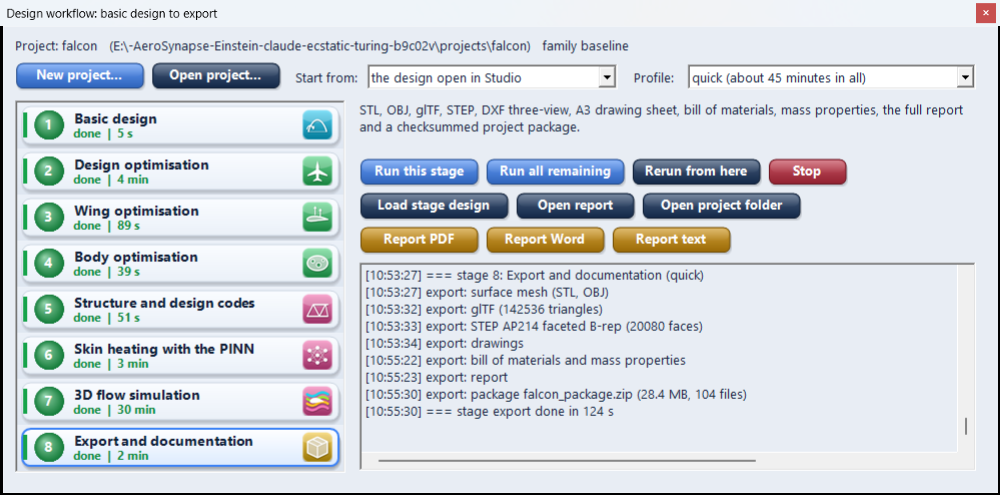 Design workflow: basic design to export
Project: falcon (E:\-AeroSynapse-Einstein-claude-ecstatic-turing-b9c02v\projects\falcon) family baseline
New project... Open project... Start from: the design open in Studio Profile: quick (about 45 minutes in all)
1 Basic design
done | 5 s
2 Design optimisation
done | 4 min
3 Wing optimisation
done | 89 s
4 Body optimisation
done | 39 s
5 Structure and design codes
done | 51 s
6 Skin heating with the PINN
done | 3 min
7 3D flow simulation
done | 30 min
8 Export and documentation
done | 2 min
STL, OBJ, glTF, STEP, DXF three-view, A3 drawing sheet, bill of materials, mass properties, the full report
and a checksummed project package.
Run this stage Run all remaining Rerun from here Stop
Load stage design Open report Open project folder
Report PDF Report Word Report text
[10:53:27] === stage 8: Export and documentation (quick)
[10:53:27] export: surface mesh (STL, OBJ)
[10:53:32] export: glTF (142536 triangles)
[10:53:33] export: STEP AP214 faceted B-rep (20080 faces)
[10:53:34] export: drawings
[10:55:22] export: bill of materials and mass properties
[10:55:23] export: report
[10:55:30] export: package falcon_package.zip (28.4 MB, 104 files)
[10:55:30] === stage export done in 124 s